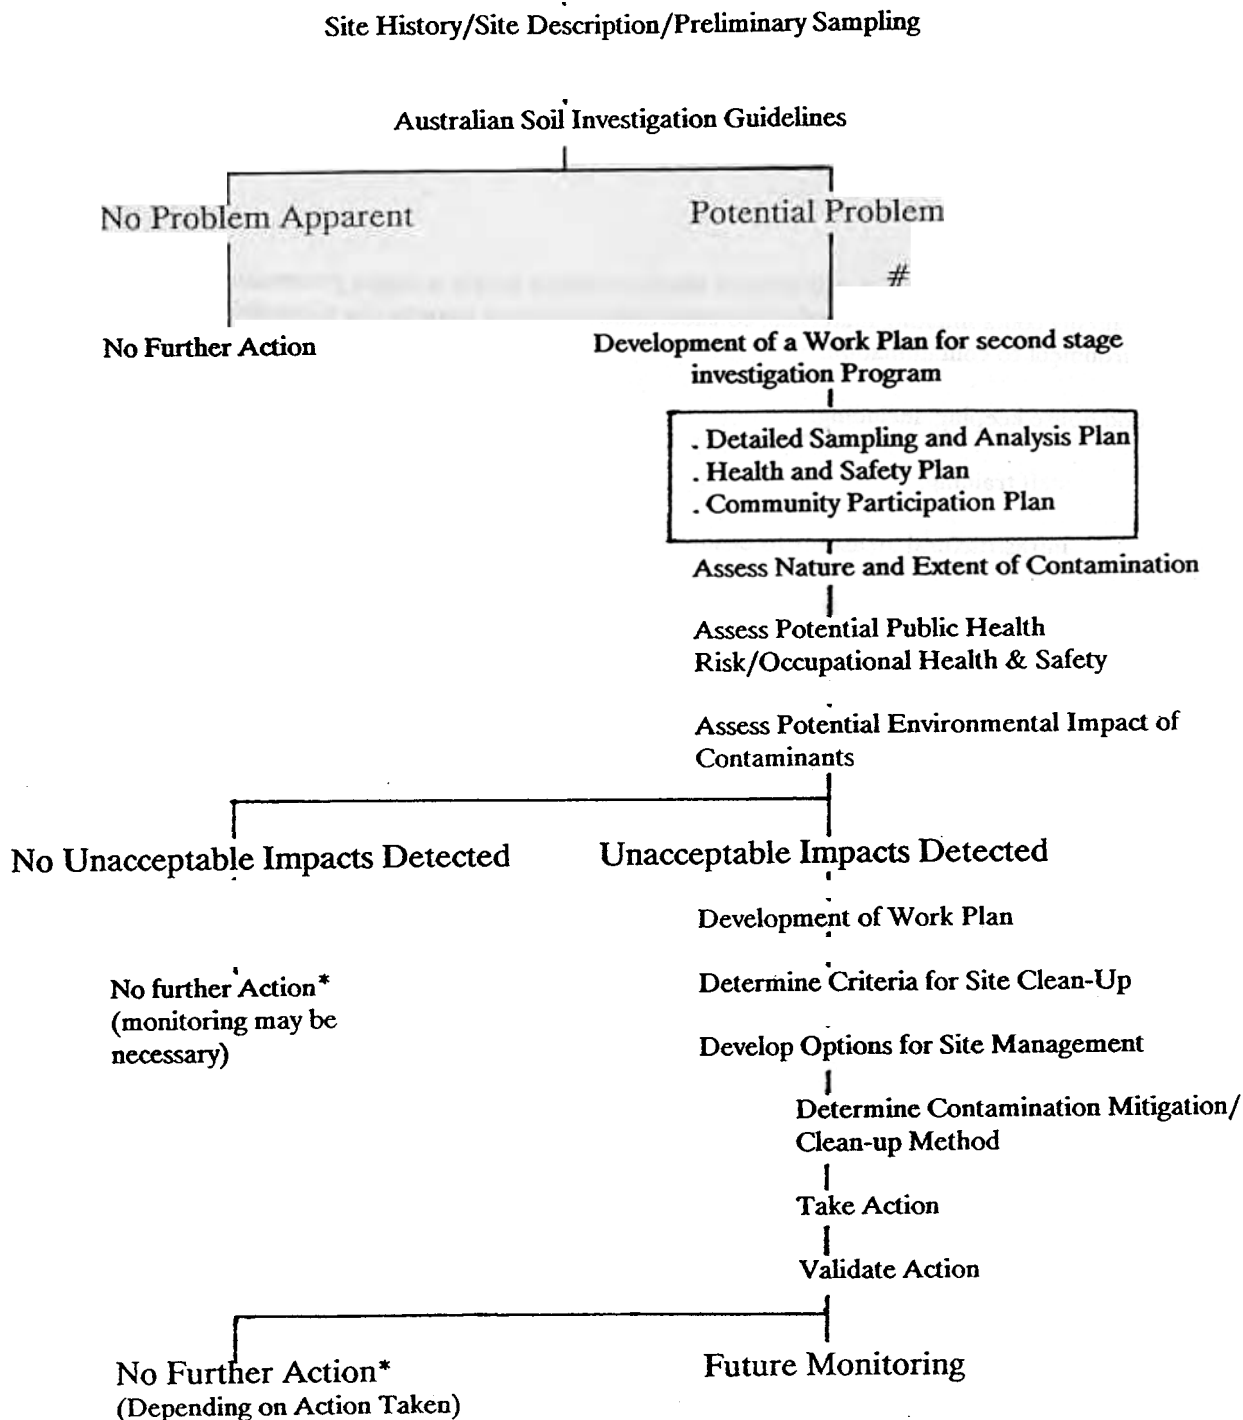 Site History/Site Description/Preliminary Sampling
Australian Soil Investigation Guidelines
No Problem Apparent
Potential Problem
#
No Further Action
Development of a Work Plan for second stage
investigation Program
. Detailed Sampling and Analysis Plan
. Health and Safety Plan
. Community Participation Plan
Assess Nature and Extent of Contamination
Assess Potential Public Health
Risk/Occupational Health & Safety
Assess Potential Environmental Impact of
Contaminants
No Unacceptable Impacts Detected
Unacceptable Impacts Detected
Development of Work Plan
No further Action*
(monitoring may be
necessary)
Determine Criteria for Site Clean-Up
Develop Options for Site Management
Determine Contamination Mitigation/
Clean-up Method
Take Action
Validate Action
No Further Action*
(Depending on Action Taken)
Future Monitoring